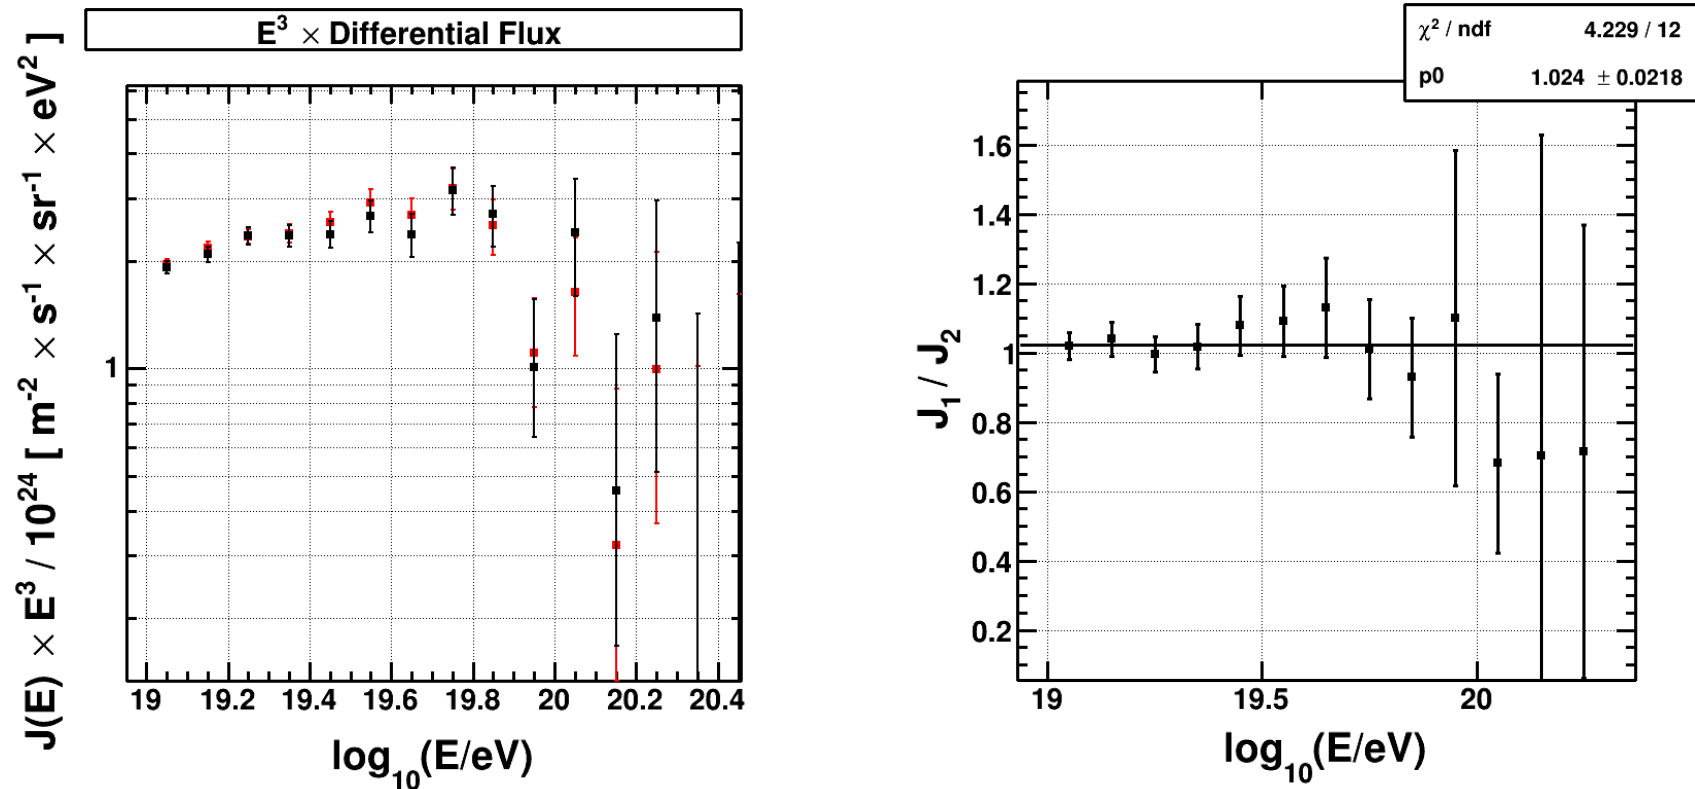 E³ × Differential Flux
J(E) × E³ / 10²⁴ [ m⁻² × s⁻¹ × sr⁻¹ × eV² ]
1
19 19.2 19.4 19.6 19.8 20 20.2 20.4
log₁₀(E/eV)
χ² / ndf 4.229 / 12
p0 1.024 ± 0.0218
J₁ / J₂
1.6
1.4
1.2
1
0.8
0.6
0.4
0.2
19 19.5 20
log₁₀(E/eV)